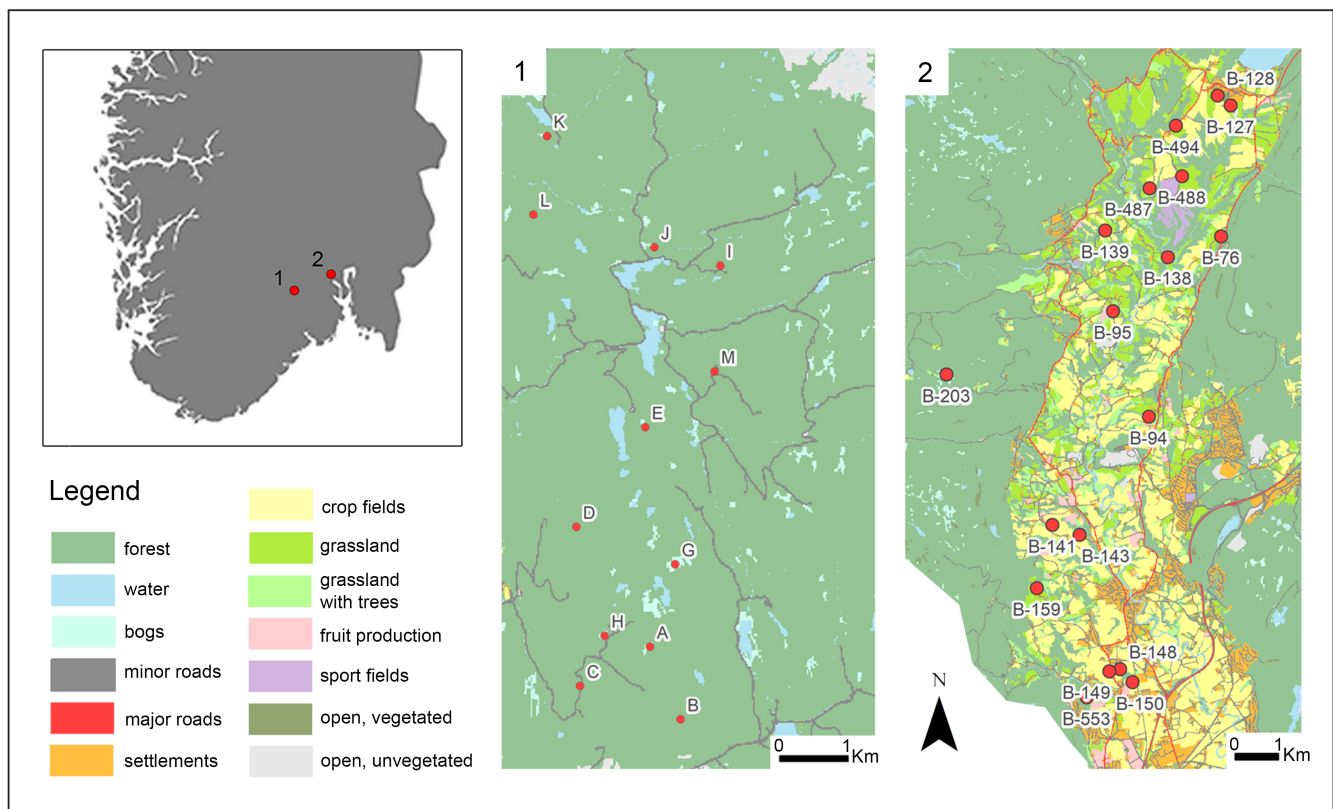 1
2
Legend
forest
water
bogs
minor roads
major roads
settlements
crop fields
grassland
grassland
with trees
fruit production
sport fields
open, vegetated
open, unvegetated
1
K
L
J
I
M
E
D
G
H
A
C
B
0 1
Km
2
B-128
B-127
B-494
B-488
B-487
B-139
B-138
B-76
B-95
B-203
B-94
B-141
B-143
B-159
B-148
B-149
B-150
B-553
N
0 1
Km